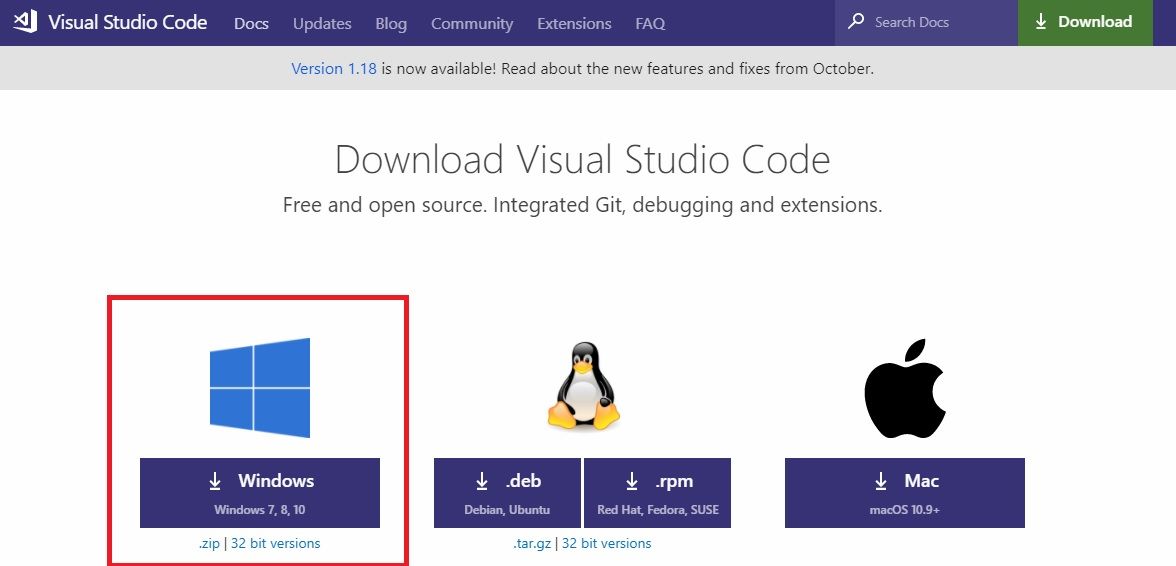 Visual Studio Code Docs Updates Blog Community Extensions FAQ Search Docs Download
Version 1.18 is now available! Read about the new features and fixes from October.
Download Visual Studio Code
Free and open source. Integrated Git, debugging and extensions.
Windows
Windows 7, 8, 10
.zip | 32 bit versions
.deb
Debian, Ubuntu
.rpm
Red Hat, Fedora, SUSE
.tar.gz | 32 bit versions
Mac
macOS 10.9+